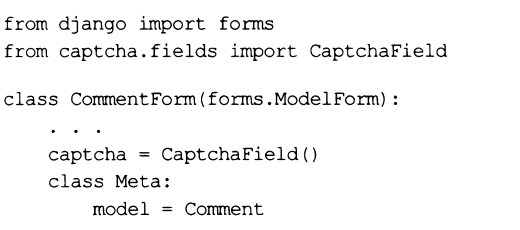 from django import forms
from captcha.fields import CaptchaField
class CommentForm(forms.ModelForm):
    . . .
    captcha = CaptchaField()
    class Meta:
        model = Comment